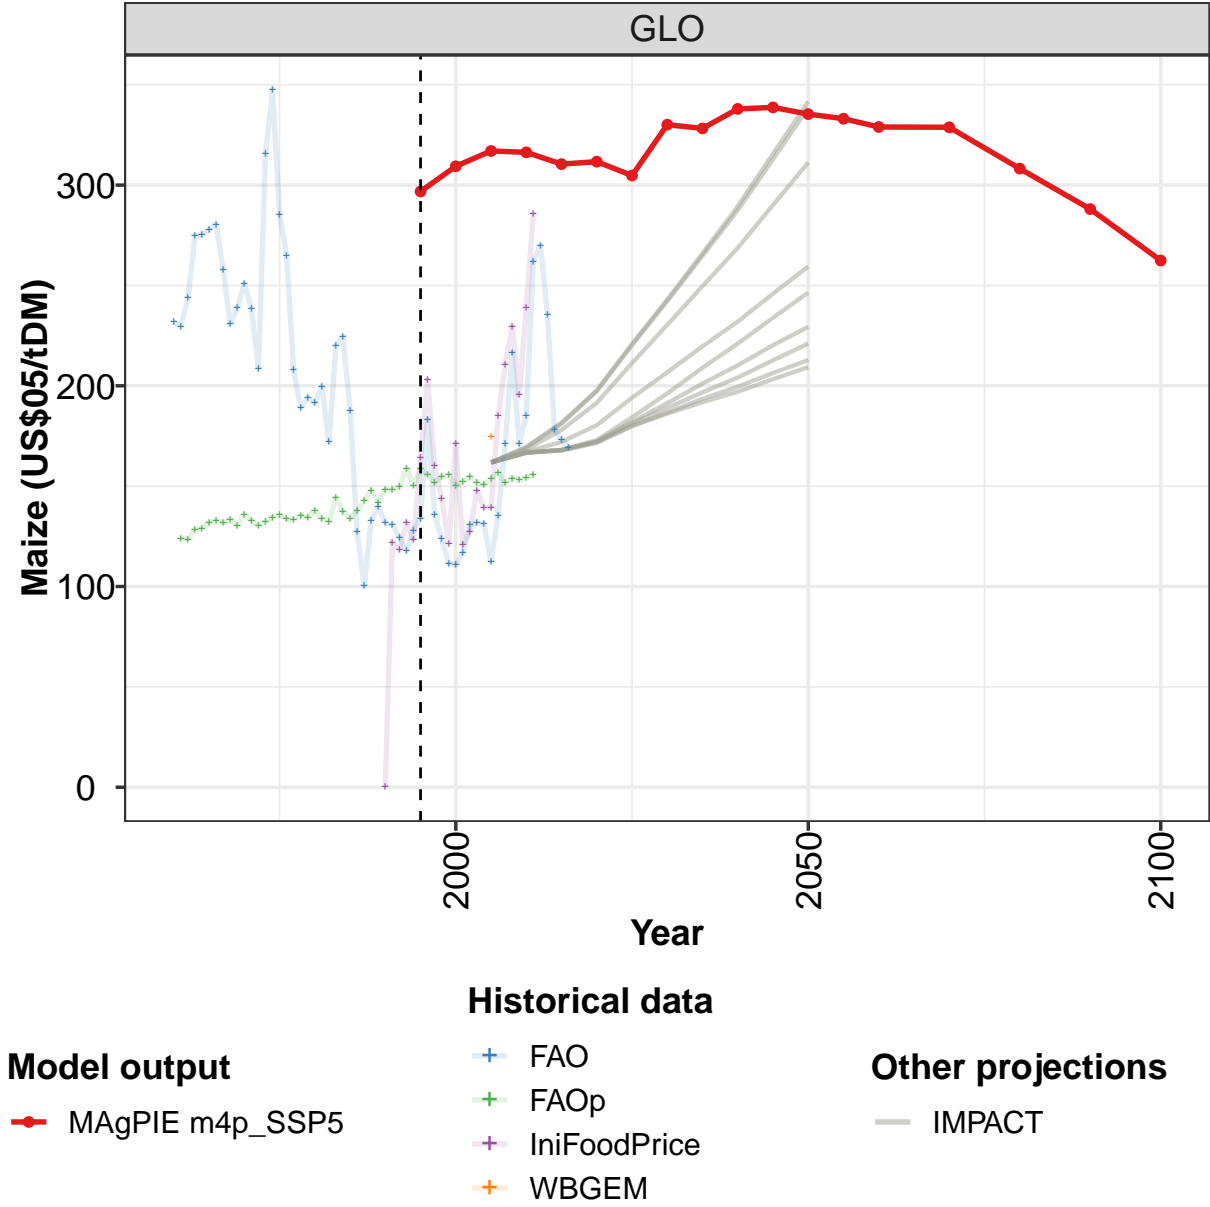 GLO
Maize (US$05/tDM)
300
200
100
0
2000
2050
2100
Year
Historical data
FAO
FAOp
IniFoodPrice
WBGEM
Model output
MAgPIE m4p_SSP5
Other projections
IMPACT